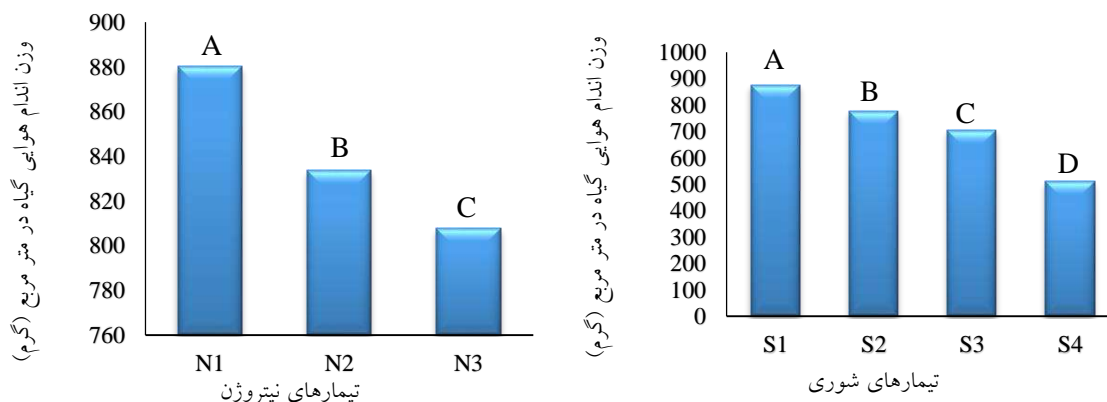 وزن اندام هوایی گیاه در متر مربع (گرم)
900
880
860
840
820
800
780
760
A
B
C
N1 N2 N3
تیمارهای نیتروژن
وزن اندام هوایی گیاه در متر مربع (گرم)
1000
900
800
700
600
500
400
300
200
100
0
A
B
C
D
S1 S2 S3 S4
تیمارهای شوری